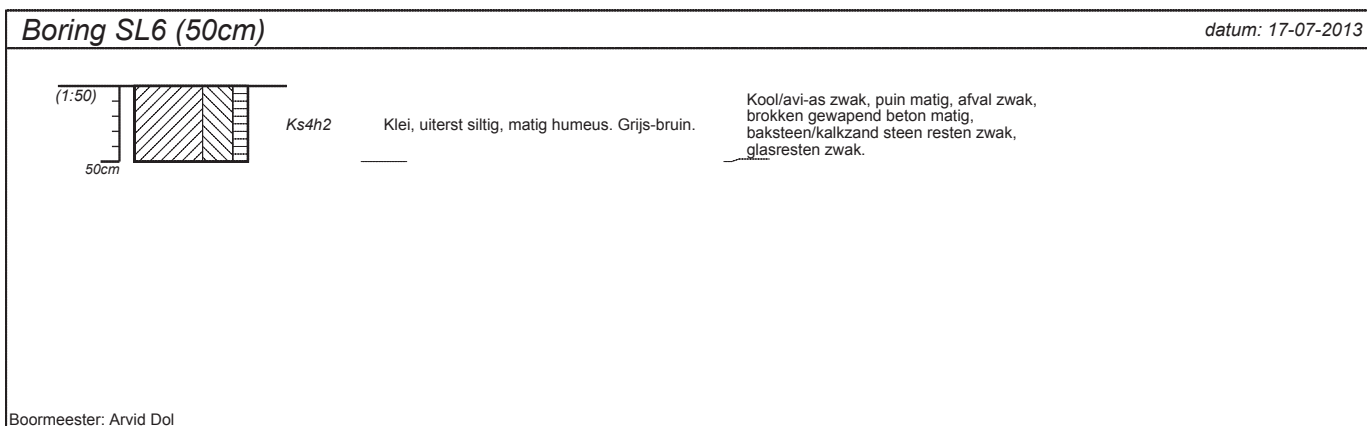 Boring SL6 (50cm)
datum: 17-07-2013
(1:50)
Ks4h2
Klei, uiterst siltig, matig humeus. Grijs-bruin.
Kool/avi-as zwak, puin matig, afval zwak,
brokken gewapend beton matig,
baksteen/kalkzand steen resten zwak,
glasresten zwak.
50cm
Boormeester: Arvid Dol